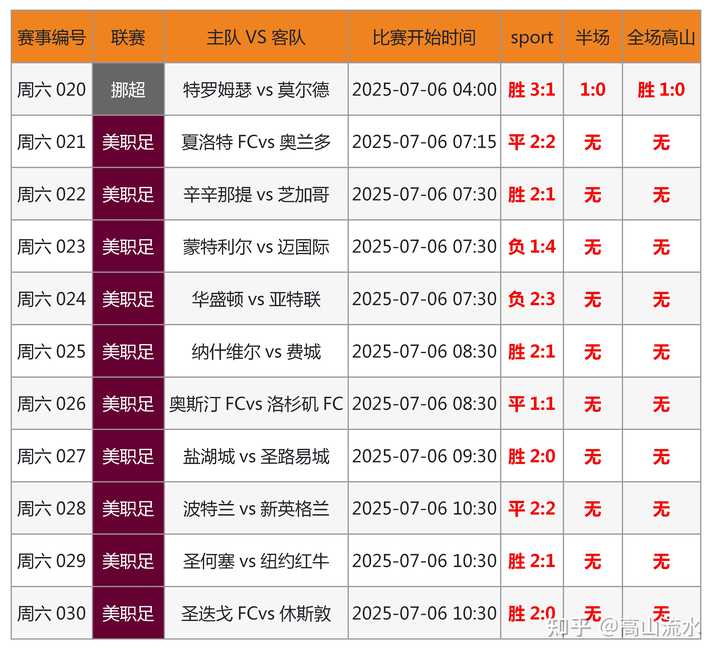 赛事编号 联赛 主队 VS 客队 比赛开始时间 sport 半场 全场高山
周六 020 挪超 特罗姆瑟 vs 莫尔德 2025-07-06 04:00 胜 3:1 1:0 胜 1:0
周六 021 美职足 夏洛特 FCvs 奥兰多 2025-07-06 07:15 平 2:2 无 无
周六 022 美职足 辛辛那提 vs 芝加哥 2025-07-06 07:30 胜 2:1 无 无
周六 023 美职足 蒙特利尔 vs 迈国际 2025-07-06 07:30 负 1:4 无 无
周六 024 美职足 华盛顿 vs 亚特联 2025-07-06 07:30 负 2:3 无 无
周六 025 美职足 纳什维尔 vs 费城 2025-07-06 08:30 胜 2:1 无 无
周六 026 美职足 奥斯汀 FCvs 洛杉矶 FC 2025-07-06 08:30 平 1:1 无 无
周六 027 美职足 盐湖城 vs 圣路易城 2025-07-06 09:30 胜 2:0 无 无
周六 028 美职足 波特兰 vs 新英格兰 2025-07-06 10:30 平 2:2 无 无
周六 029 美职足 圣何塞 vs 纽约红牛 2025-07-06 10:30 胜 2:1 无 无
周六 030 美职足 圣迭戈 FCvs 休斯敦 2025-07-06 10:30 胜 2:0 无 无
知乎 @高山流水